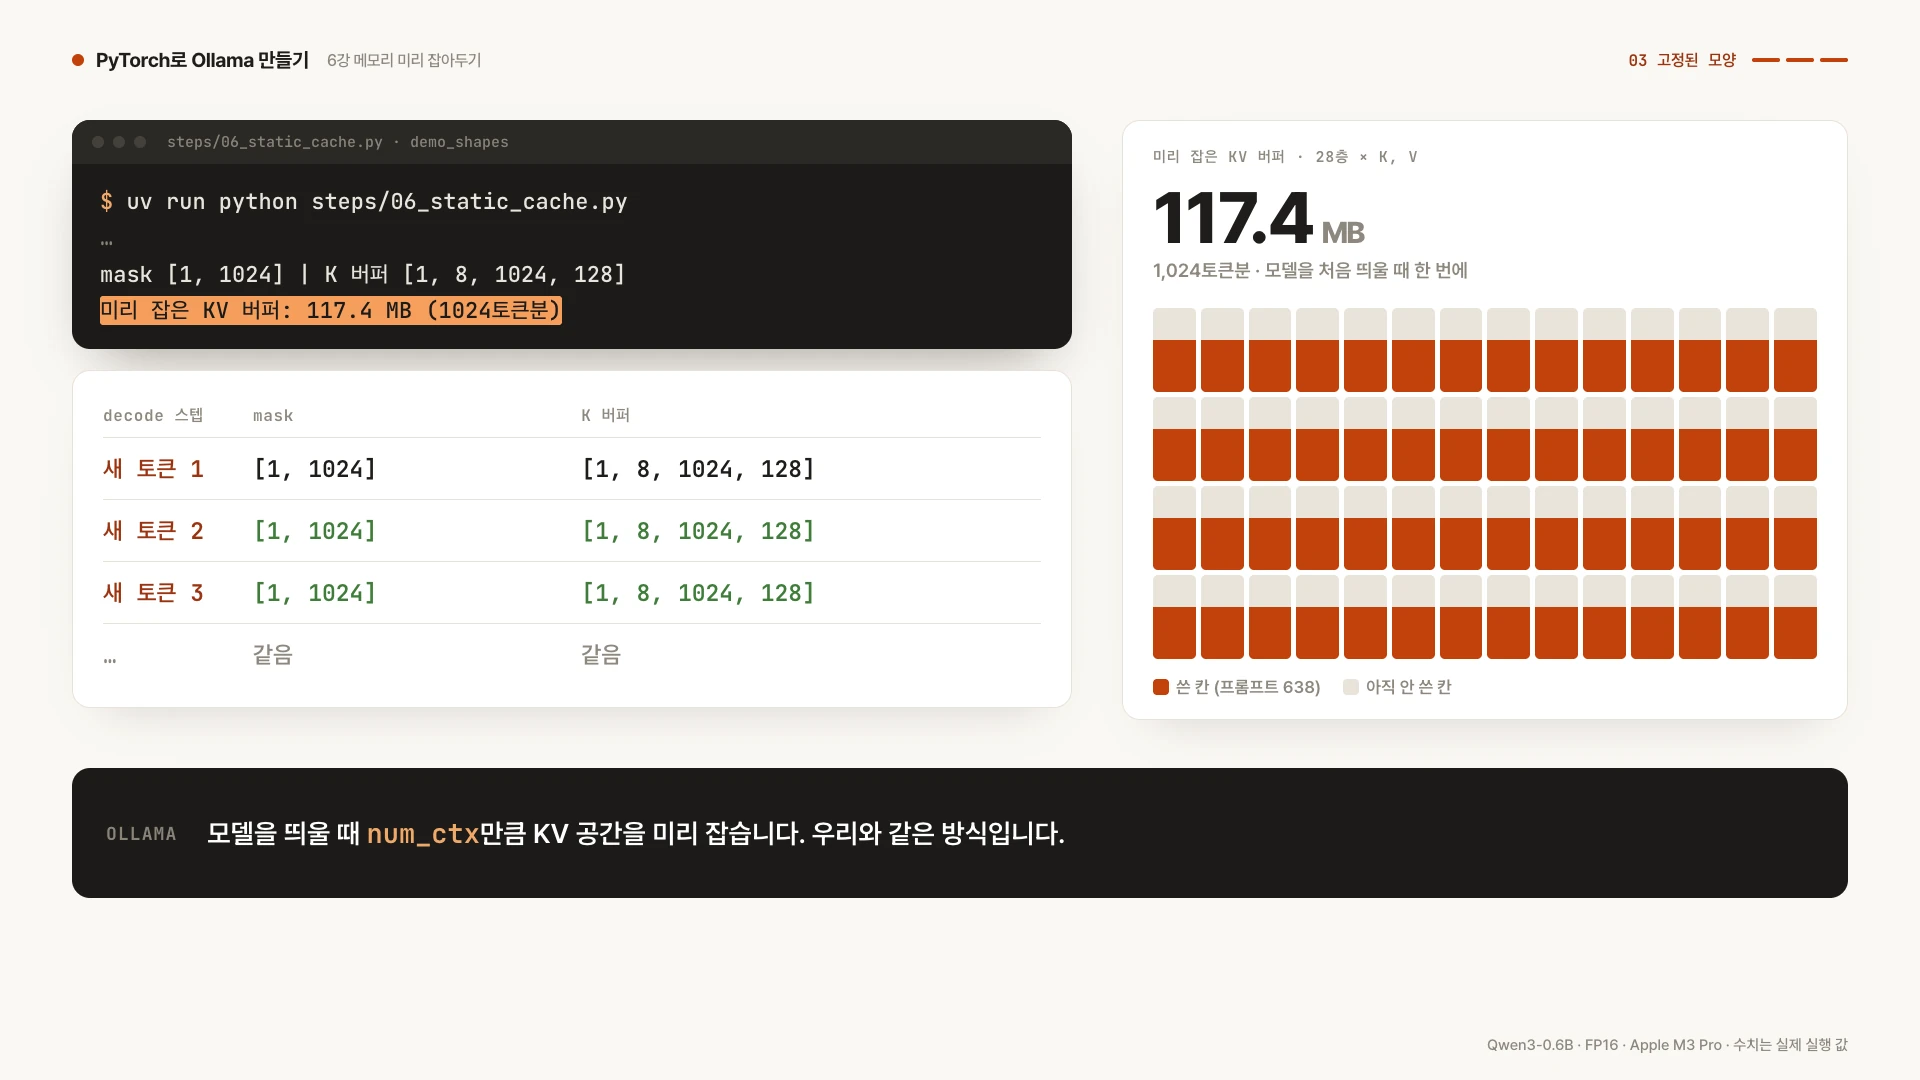 PyTorch로 Ollama 만들기 6강 메모리 미리 잡아두기
03 고정된 모양
steps/06_static_cache.py · demo_shapes
$ uv run python steps/06_static_cache.py
…
mask [1, 1024] | K 버퍼 [1, 8, 1024, 128]
미리 잡은 KV 버퍼: 117.4 MB (1024토큰분)
decode 스텝 mask K 버퍼
새 토큰 1 [1, 1024] [1, 8, 1024, 128]
새 토큰 2 [1, 1024] [1, 8, 1024, 128]
새 토큰 3 [1, 1024] [1, 8, 1024, 128]
… 같음 같음
미리 잡은 KV 버퍼 · 28층 × K, V
117.4 MB
1,024토큰분 · 모델을 처음 띄울 때 한 번에
쓴 칸 (프롬프트 638) 아직 안 쓴 칸
OLLAMA 모델을 띄울 때 num_ctx만큼 KV 공간을 미리 잡습니다. 우리와 같은 방식입니다.
Qwen3-0.6B · FP16 · Apple M3 Pro · 수치는 실제 실행 값